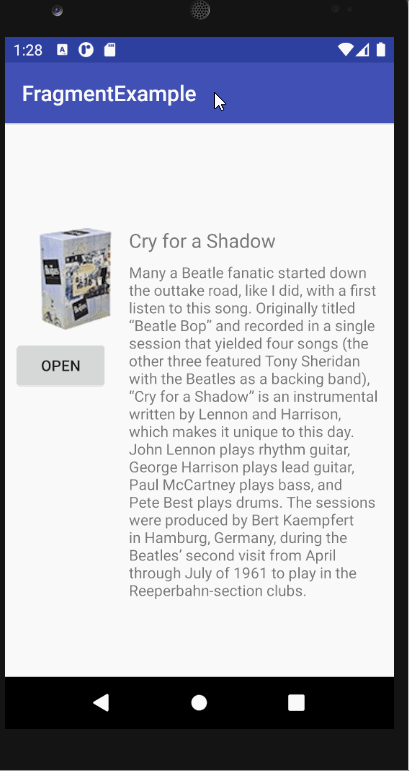 1:28
A
FragmentExample
Cry for a Shadow
Many a Beatle fanatic started down
the outtake road, like I did, with a first
listen to this song. Originally titled
“Beatle Bop” and recorded in a single
session that yielded four songs (the
other three featured Tony Sheridan
with the Beatles as a backing band),
“Cry for a Shadow” is an instrumental
written by Lennon and Harrison,
which makes it unique to this day.
John Lennon plays rhythm guitar,
George Harrison plays lead guitar,
Paul McCartney plays bass, and
Pete Best plays drums. The sessions
were produced by Bert Kaempfert
in Hamburg, Germany, during the
Beatles’ second visit from April
through July of 1961 to play in the
Reeperbahn-section clubs.
OPEN